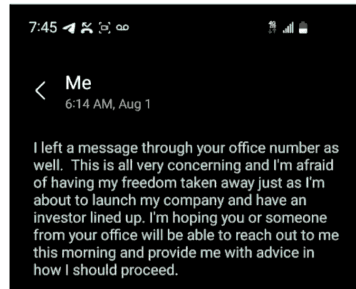 7:45
Me
6:14 AM, Aug 1
I left a message through your office number as
well.  This is all very concerning and I'm afraid
of having my freedom taken away just as I'm
about to launch my company and have an
investor lined up. I'm hoping you or someone
from your office will be able to reach out to me
this morning and provide me with advice in
how I should proceed.